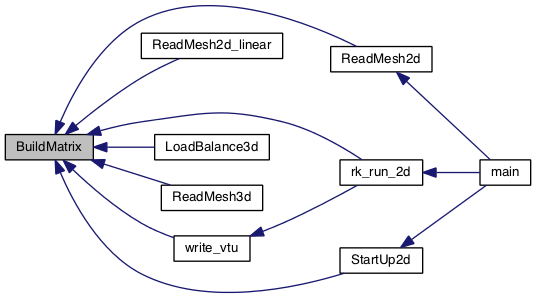 ReadMesh2d_linear
ReadMesh2d
BuildMatrix
LoadBalance3d
rk_run_2d
main
ReadMesh3d
write_vtu
StartUp2d